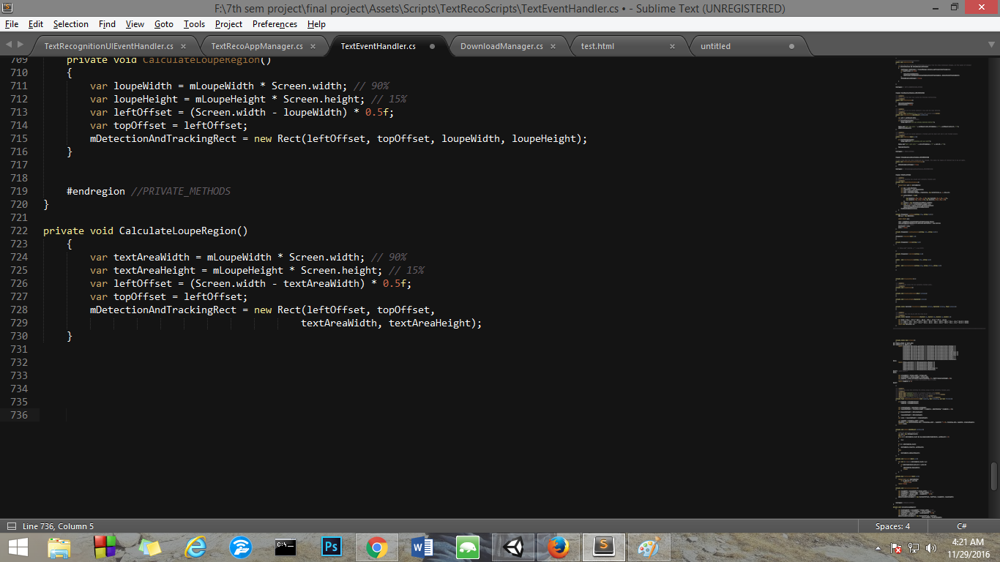 F:\7th sem project\final project\Assets\Scripts\TextRecoScripts\TextEventHandler.cs • - Sublime Text (UNREGISTERED)
File Edit Selection Find View Goto Tools Project Preferences Help
TextRecognitionUIEventHandler.cs × TextRecoAppManager.cs × TextEventHandler.cs DownloadManager.cs × test.html × untitled
709 private void CalculateLoupeRegion()
710 {
711 var loupeWidth = mLoupeWidth * Screen.width; // 90%
712 var loupeHeight = mLoupeHeight * Screen.height; // 15%
713 var leftOffset = (Screen.width - loupeWidth) * 0.5f;
714 var topOffset = leftOffset;
715 mDetectionAndTrackingRect = new Rect(leftOffset, topOffset, loupeWidth, loupeHeight);
716 }
717
718
719 #endregion //PRIVATE_METHODS
720 }
721
722 private void CalculateLoupeRegion()
723 {
724 var textAreaWidth = mLoupeWidth * Screen.width; // 90%
725 var textAreaHeight = mLoupeHeight * Screen.height; // 15%
726 var leftOffset = (Screen.width - textAreaWidth) * 0.5f;
727 var topOffset = leftOffset;
728 mDetectionAndTrackingRect = new Rect(leftOffset, topOffset,
729 textAreaWidth, textAreaHeight);
730 }
731
732
733
734
735
736
Line 736, Column 5 Spaces: 4 C#
4:21 AM
11/29/2016